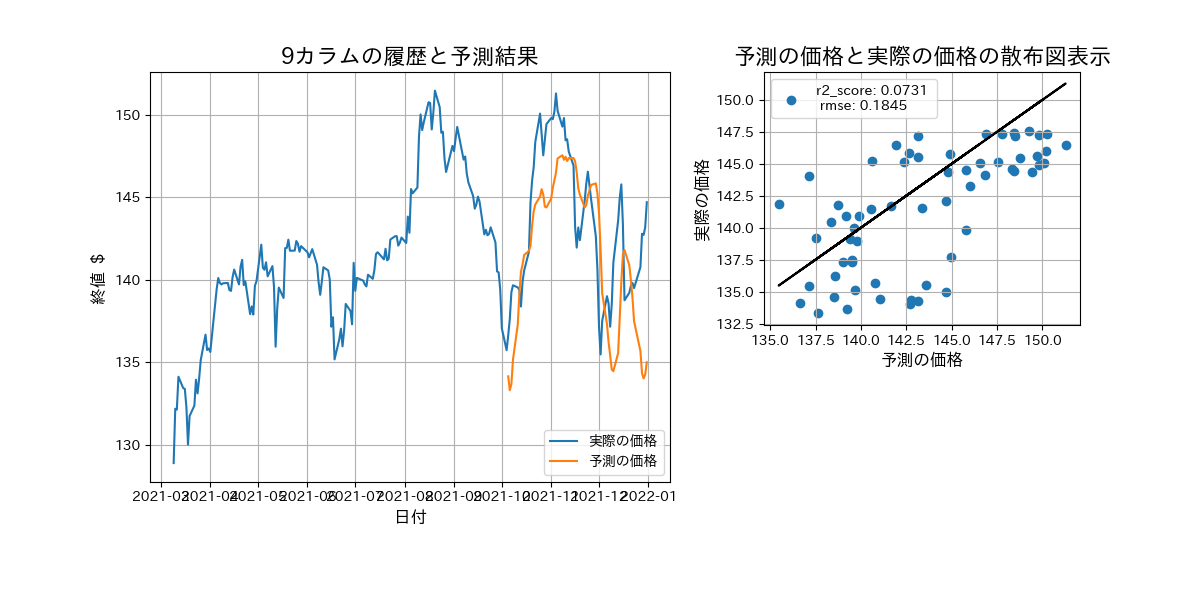 9カラムの履歴と予測結果
150
145
140
135
130
終値 $
2021-03 2021-04 2021-05 2021-06 2021-07 2021-08 2021-09 2021-10 2021-11 2021-12 2022-01
日付
実際の価格
予測の価格
予測の価格と実際の価格の散布図表示
r2_score: 0.0731
rmse: 0.1845
150.0
147.5
145.0
142.5
140.0
137.5
135.0
132.5
実際の価格
135.0 137.5 140.0 142.5 145.0 147.5 150.0
予測の価格